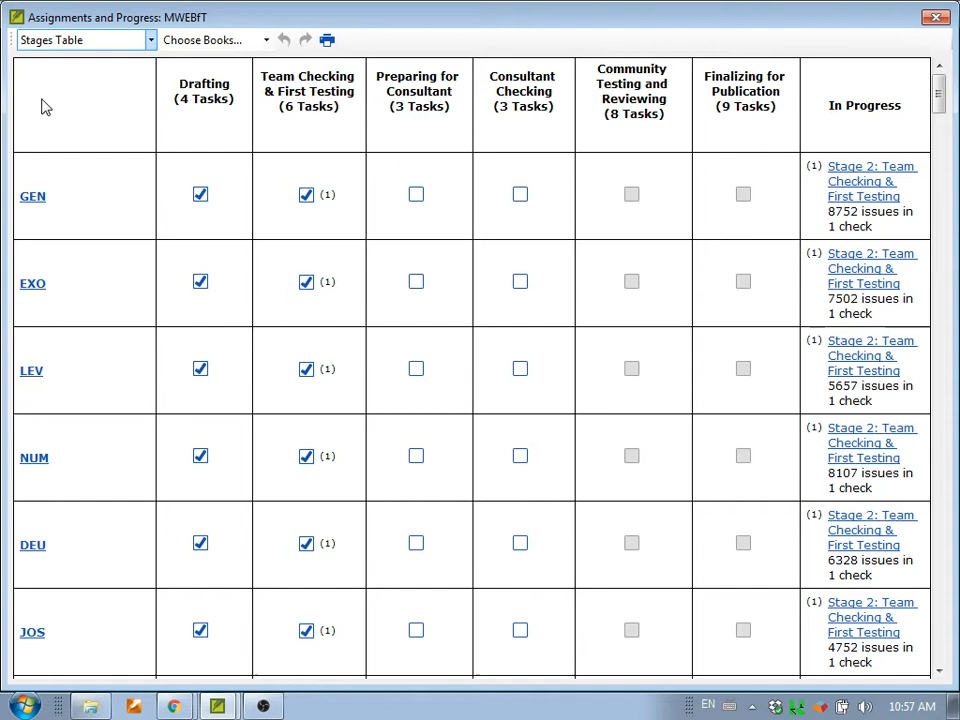 Assignments and Progress: MWEBfT
Stages Table
Choose Books...
Drafting
(4 Tasks)
Team Checking
& First Testing
(6 Tasks)
Preparing for
Consultant
(3 Tasks)
Consultant
Checking
(3 Tasks)
Community
Testing and
Reviewing
(8 Tasks)
Finalizing for
Publication
(9 Tasks)
In Progress
GEN
(1)
(1) Stage 2: Team
Checking &
First Testing
8752 issues in
1 check
EXO
(1)
(1) Stage 2: Team
Checking &
First Testing
7502 issues in
1 check
LEV
(1)
(1) Stage 2: Team
Checking &
First Testing
5657 issues in
1 check
NUM
(1)
(1) Stage 2: Team
Checking &
First Testing
8107 issues in
1 check
DEU
(1)
(1) Stage 2: Team
Checking &
First Testing
6328 issues in
1 check
JOS
(1)
(1) Stage 2: Team
Checking &
First Testing
4752 issues in
1 check
EN
10:57 AM